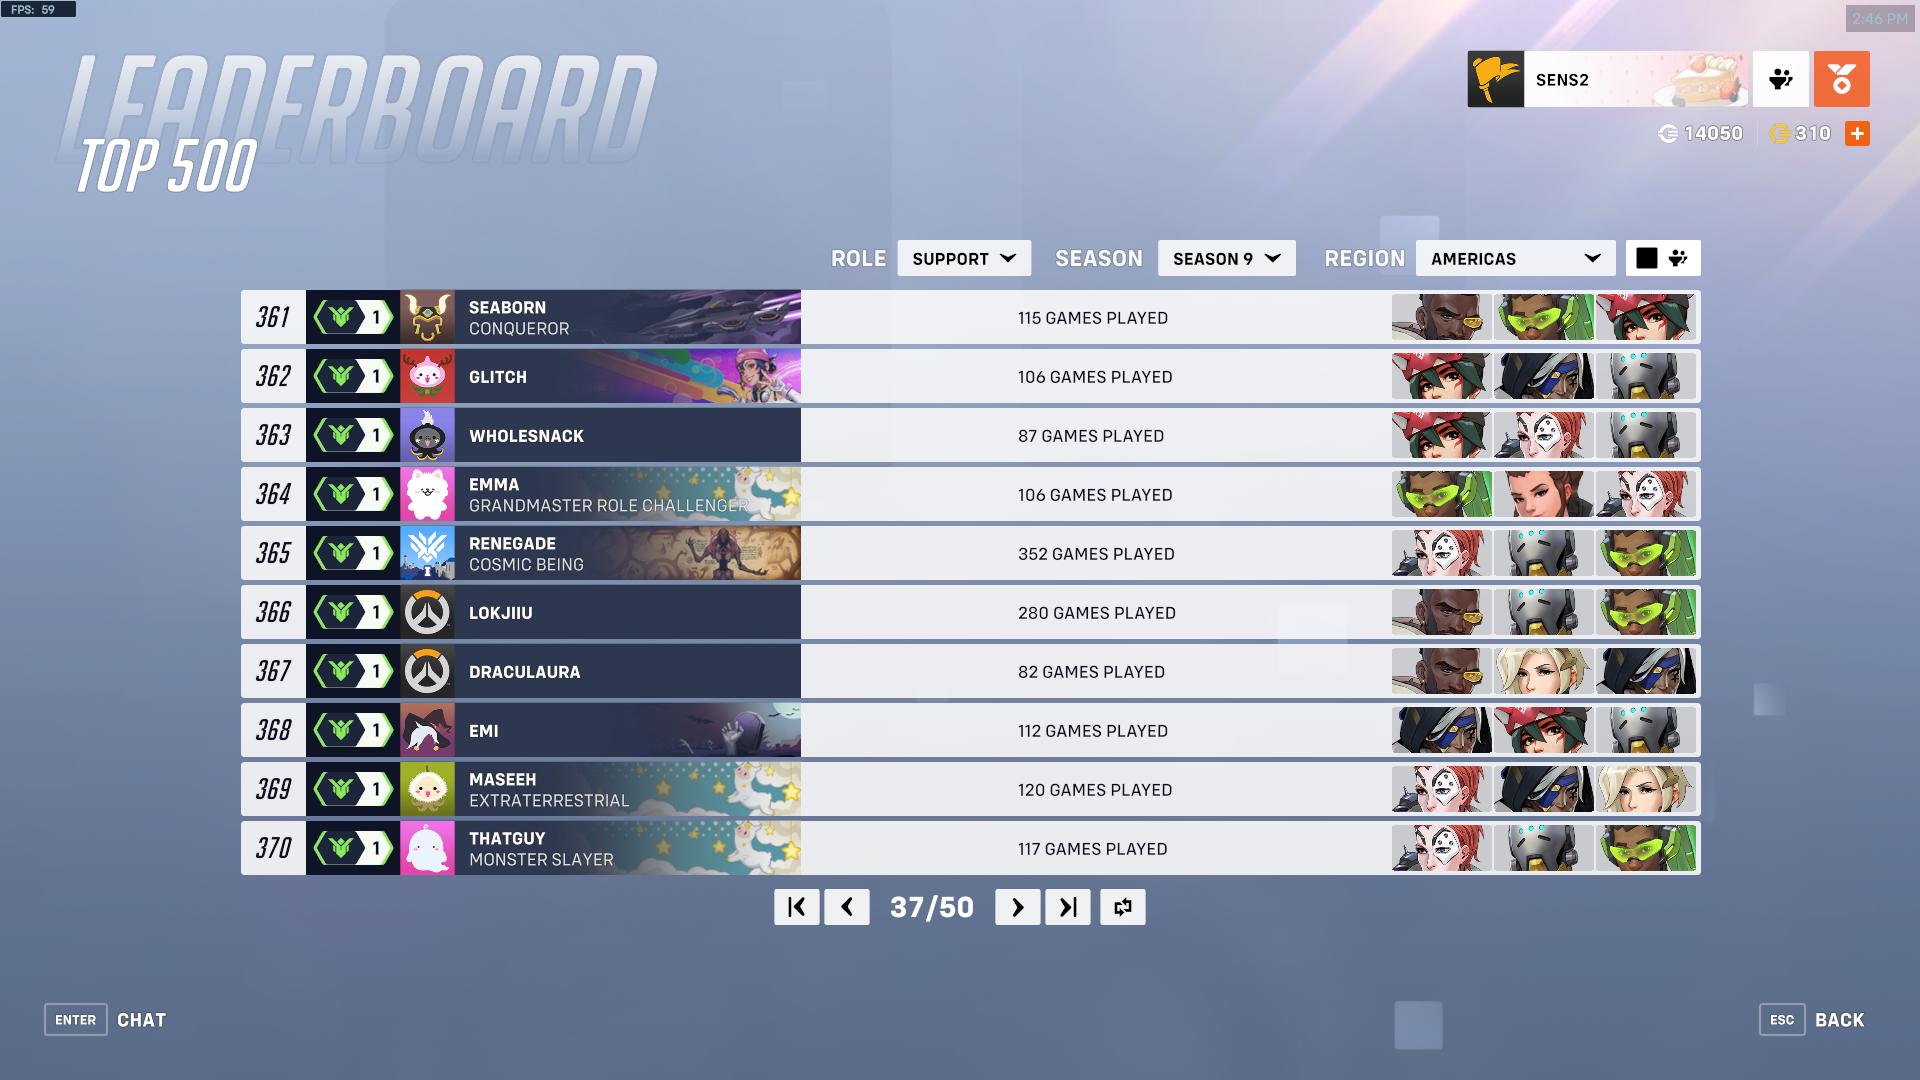 FPS: 59
2:46 PM
LEADERBOARD
TOP 500
SENS2
14050
310
ROLE SUPPORT SEASON SEASON 9 REGION AMERICAS
361 1 SEABORN 115 GAMES PLAYED
CONQUEROR
362 1 GLITCH 106 GAMES PLAYED
363 1 WHOLESNACK 87 GAMES PLAYED
364 1 EMMA 106 GAMES PLAYED
GRANDMASTER ROLE CHALLENGER
365 1 RENEGADE 352 GAMES PLAYED
COSMIC BEING
366 1 LOKJIIU 280 GAMES PLAYED
367 1 DRACULAURA 82 GAMES PLAYED
368 1 EMI 112 GAMES PLAYED
369 1 MASEEH 120 GAMES PLAYED
EXTRATERRESTRIAL
370 1 THATGUY 117 GAMES PLAYED
MONSTER SLAYER
37/50
ENTER CHAT
ESC BACK